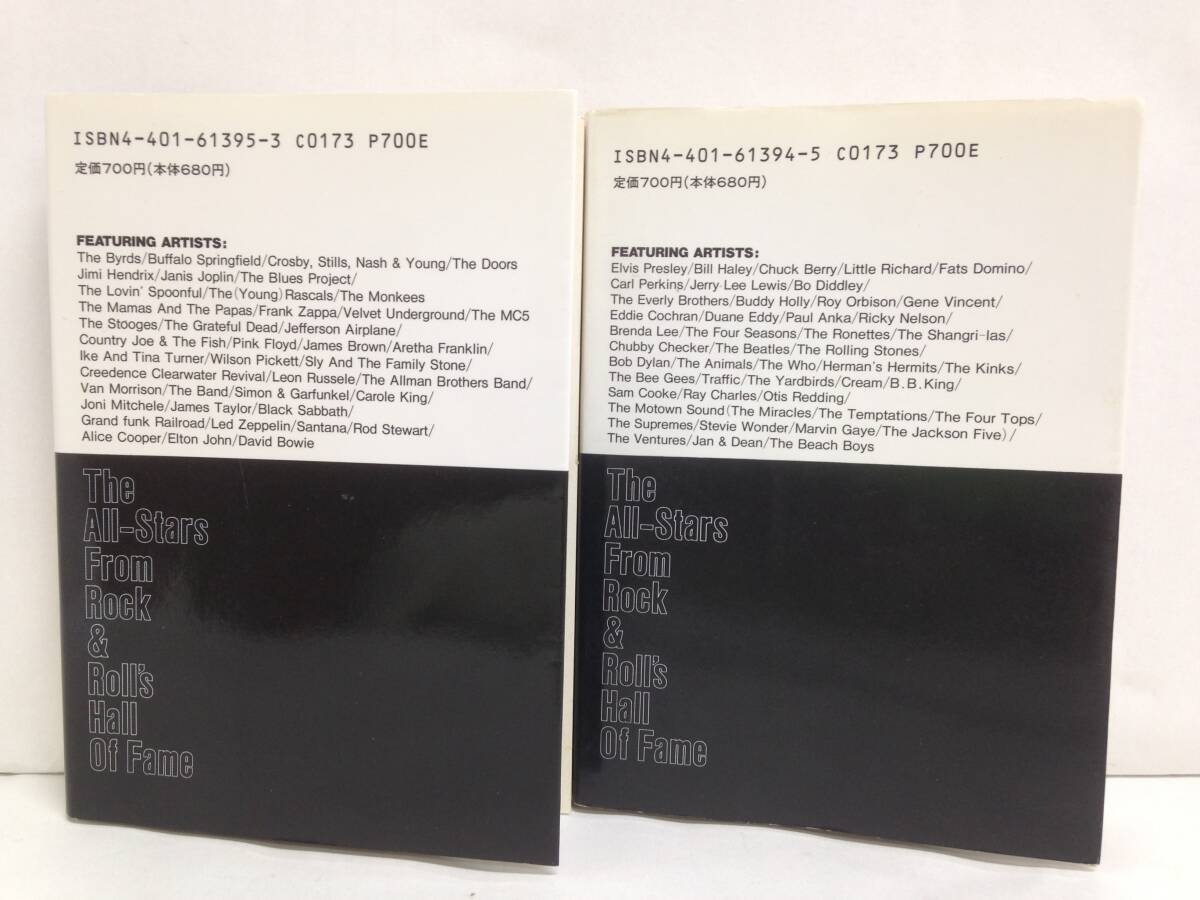 ISBN4-401-61395-3 C0173 P700E
定価700円(本体680円)
FEATURING ARTISTS:
The Byrds/Buffalo Springfield/Crosby, Stills, Nash & Young/The Doors
Jimi Hendrix/Janis Joplin/The Blues Project/
The Lovin' Spoonful/The(Young)Rascals/The Monkees
The Mamas And The Papas/Frank Zappa/Velvet Underground/The MC5
The Stooges/The Grateful Dead/Jefferson Airplane/
Country Joe & The Fish/Pink Floyd/James Brown/Aretha Franklin/
Ike And Tina Turner/Wilson Pickett/Sly And The Family Stone/
Creedence Clearwater Revival/Leon Russele/The Allman Brothers Band/
Van Morrison/The Band/Simon & Garfunkel/Carole King/
Joni Mitchele/James Taylor/Black Sabbath/
Grand funk Railroad/Led Zeppelin/Santana/Rod Stewart/
Alice Cooper/Elton John/David Bowie
The
All-Stars
From
Rock
&
Roll's
Hall
Of Fame
ISBN4-401-61394-5 C0173 P700E
定価700円(本体680円)
FEATURING ARTISTS:
Elvis Presley/Bill Haley/Chuck Berry/Little Richard/Fats Domino/
Carl Perkins/Jerry Lee Lewis/Bo Diddley/
The Everly Brothers/Buddy Holly/Roy Orbison/Gene Vincent/
Eddie Cochran/Duane Eddy/Paul Anka/Ricky Nelson/
Brenda Lee/The Four Seasons/The Ronettes/The Shangri-las/
Chubby Checker/The Beatles/The Rolling Stones/
Bob Dylan/The Animals/The Who/Herman's Hermits/The Kinks/
The Bee Gees/Traffic/The Yardbirds/Cream/B.B.King/
Sam Cooke/Ray Charles/Otis Redding/
The Motown Sound(The Miracles/The Temptations/The Four Tops/
The Supremes/Stevie Wonder/Marvin Gaye/The Jackson Five)/
The Ventures/Jan & Dean/The Beach Boys
The
All-Stars
From
Rock
&
Roll's
Hall
Of Fame